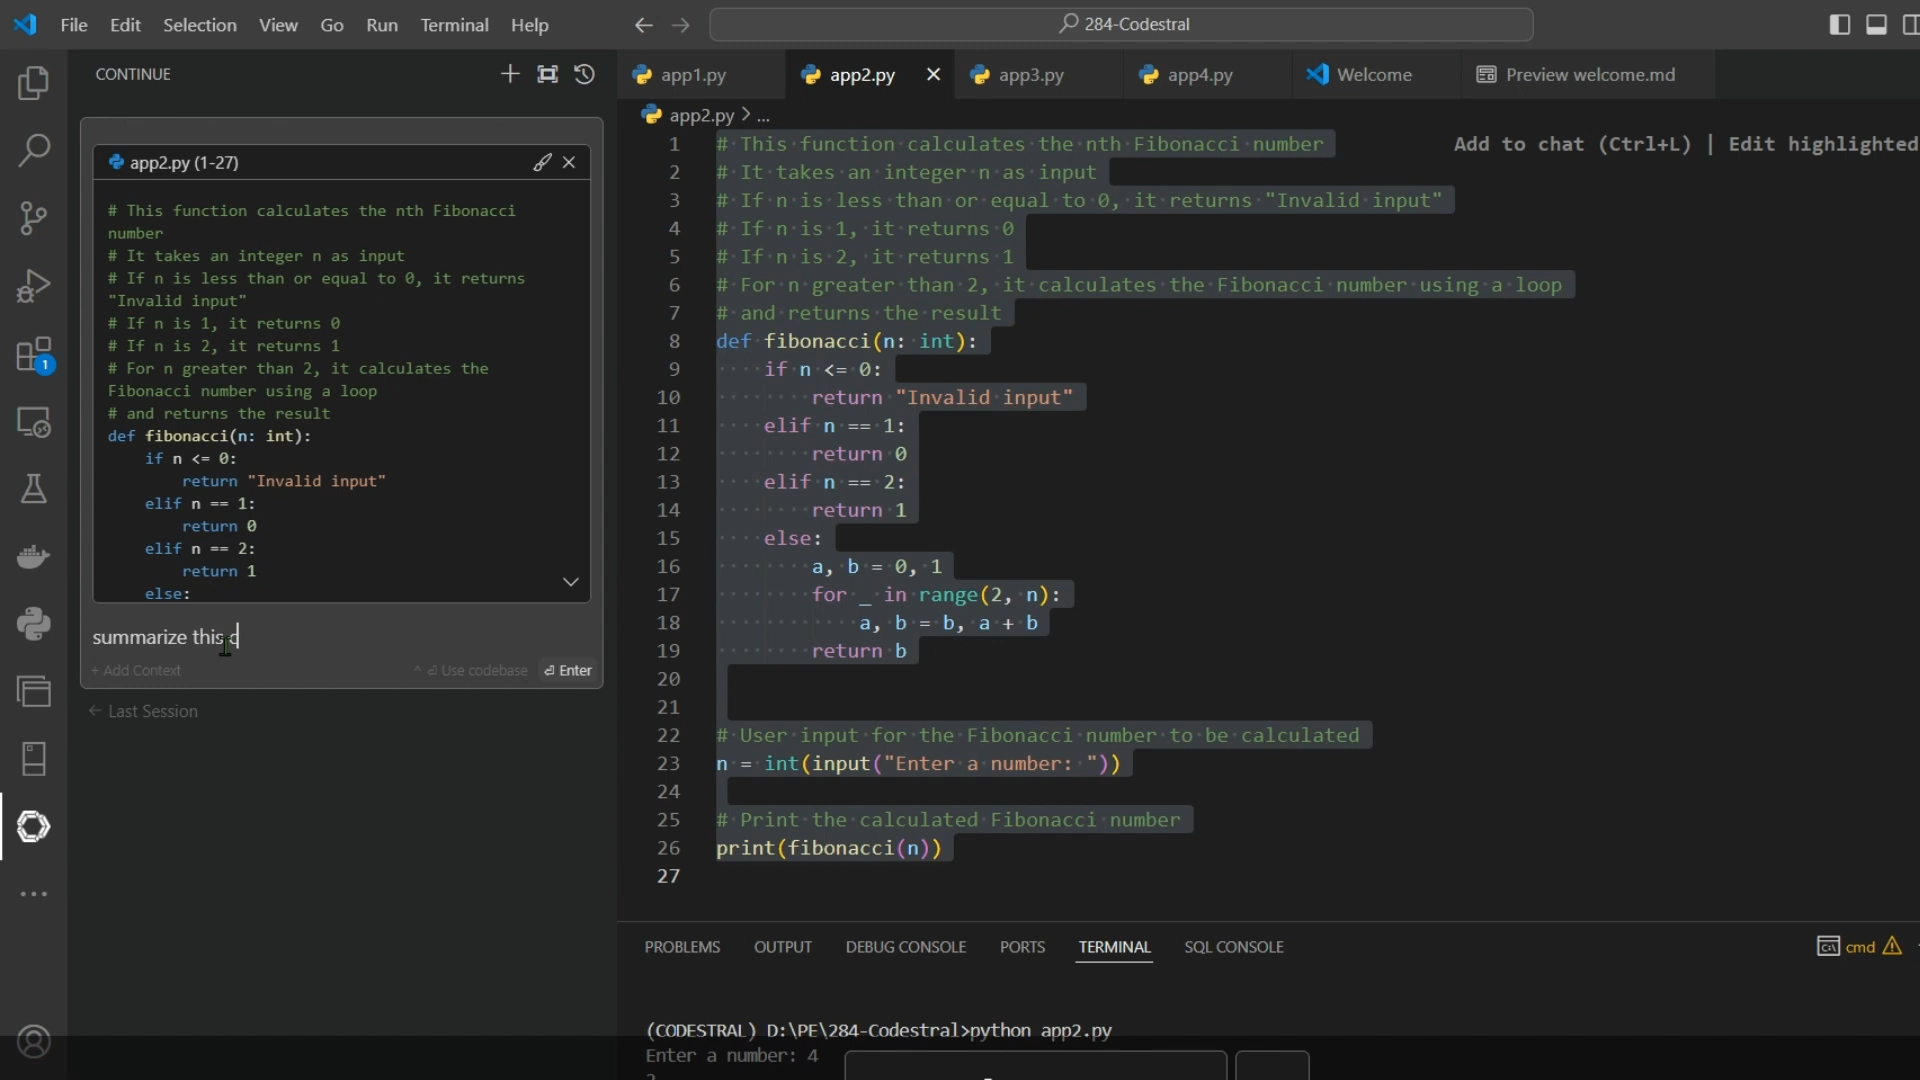 File Edit Selection View Go Run Terminal Help
284-Codestral
CONTINUE
app1.py app2.py app3.py app4.py Welcome Preview welcome.md
app2.py > ...
app2.py (1-27)
# This function calculates the nth Fibonacci
number
# It takes an integer n as input
# If n is less than or equal to 0, it returns
"Invalid input"
# If n is 1, it returns 0
# If n is 2, it returns 1
# For n greater than 2, it calculates the
Fibonacci number using a loop
# and returns the result
def fibonacci(n: int):
    if n <= 0:
        return "Invalid input"
    elif n == 1:
        return 0
    elif n == 2:
        return 1
    else:
summarize this c
+ Add Context ^ ⏎ Use codebase ⏎ Enter
← Last Session
1
1 # This function calculates the nth Fibonacci number
Add to chat (Ctrl+L) | Edit highlighted
2 # It takes an integer n as input
3 # If n is less than or equal to 0, it returns "Invalid input"
4 # If n is 1, it returns 0
5 # If n is 2, it returns 1
6 # For n greater than 2, it calculates the Fibonacci number using a loop
7 # and returns the result
8 def fibonacci(n: int):
9     if n <= 0:
10         return "Invalid input"
11     elif n == 1:
12         return 0
13     elif n == 2:
14         return 1
15     else:
16         a, b = 0, 1
17         for _ in range(2, n):
18             a, b = b, a + b
19         return b
20
21
22 # User input for the Fibonacci number to be calculated
23 n = int(input("Enter a number: "))
24
25 # Print the calculated Fibonacci number
26 print(fibonacci(n))
27
PROBLEMS OUTPUT DEBUG CONSOLE PORTS TERMINAL SQL CONSOLE
cmd
(CODESTRAL) D:\PE\284-Codestral>python app2.py
Enter a number: 4